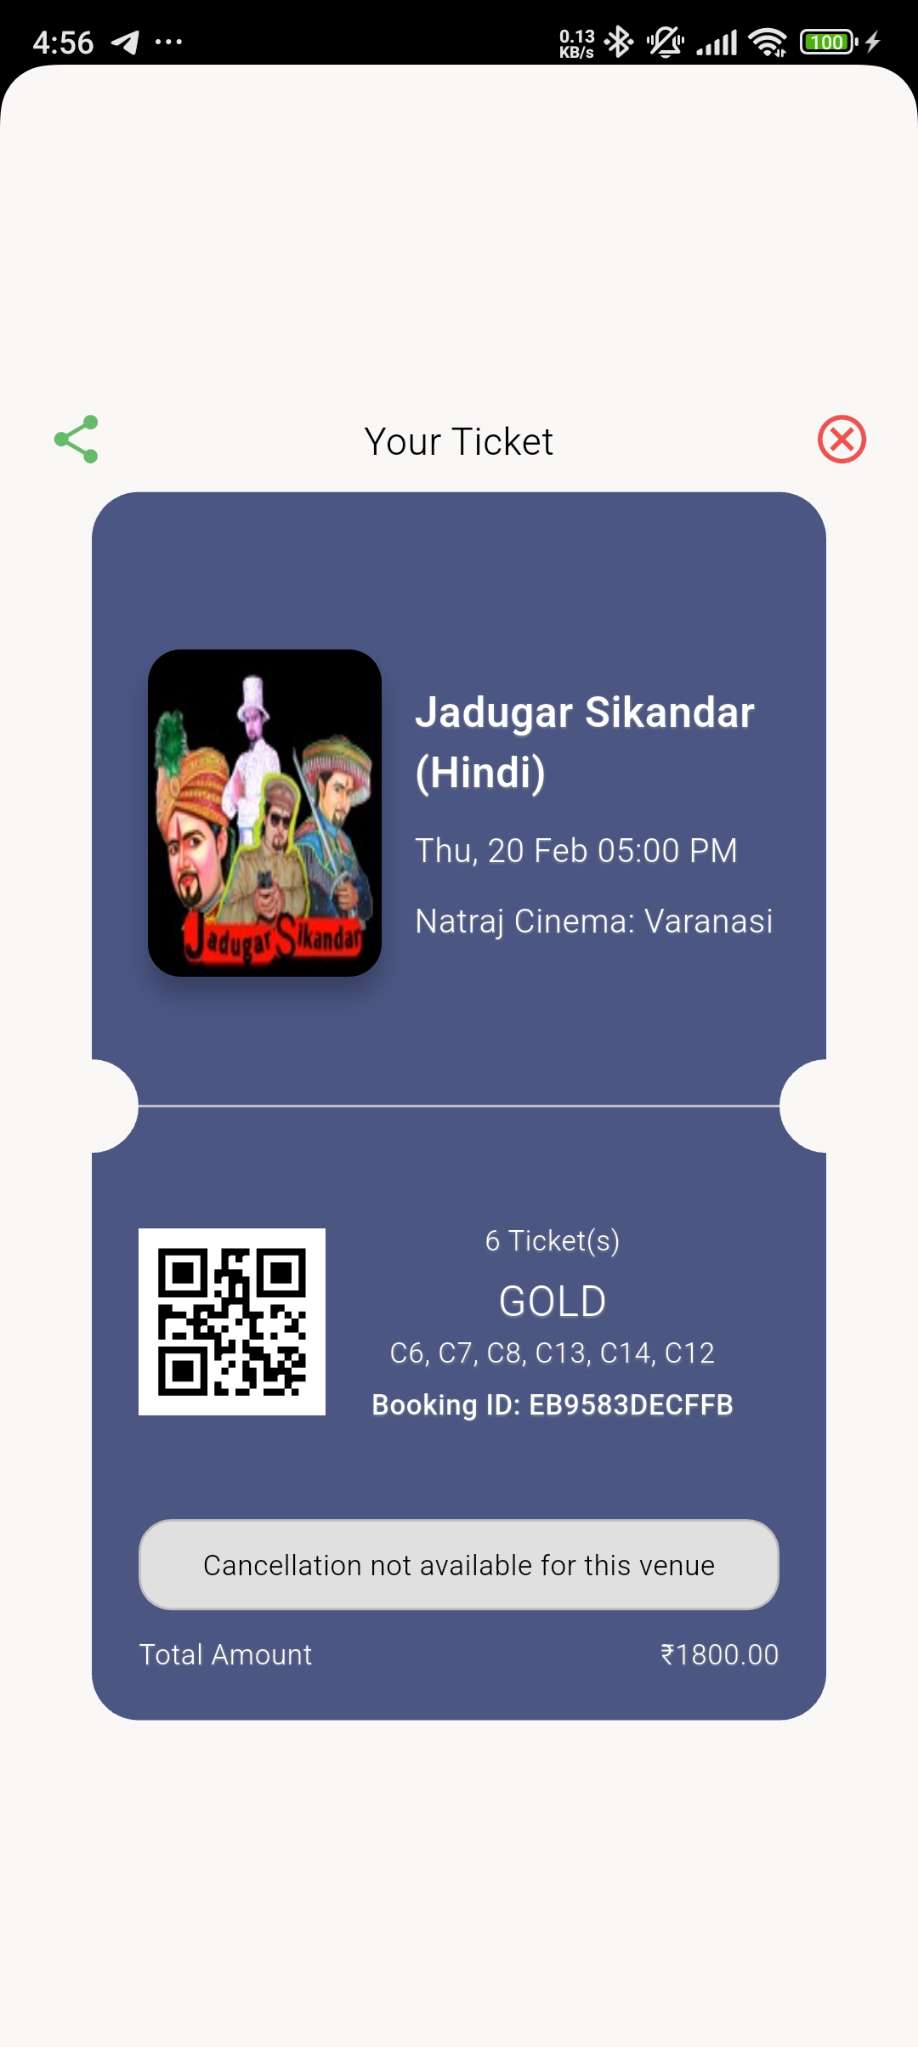 4:56 ...
0.13
KB/s
100
Your Ticket
Jadugar Sikandar
Jadugar Sikandar
(Hindi)
Thu, 20 Feb 05:00 PM
Natraj Cinema: Varanasi
6 Ticket(s)
GOLD
C6, C7, C8, C13, C14, C12
Booking ID: EB9583DECFFB
Cancellation not available for this venue
Total Amount ₹1800.00